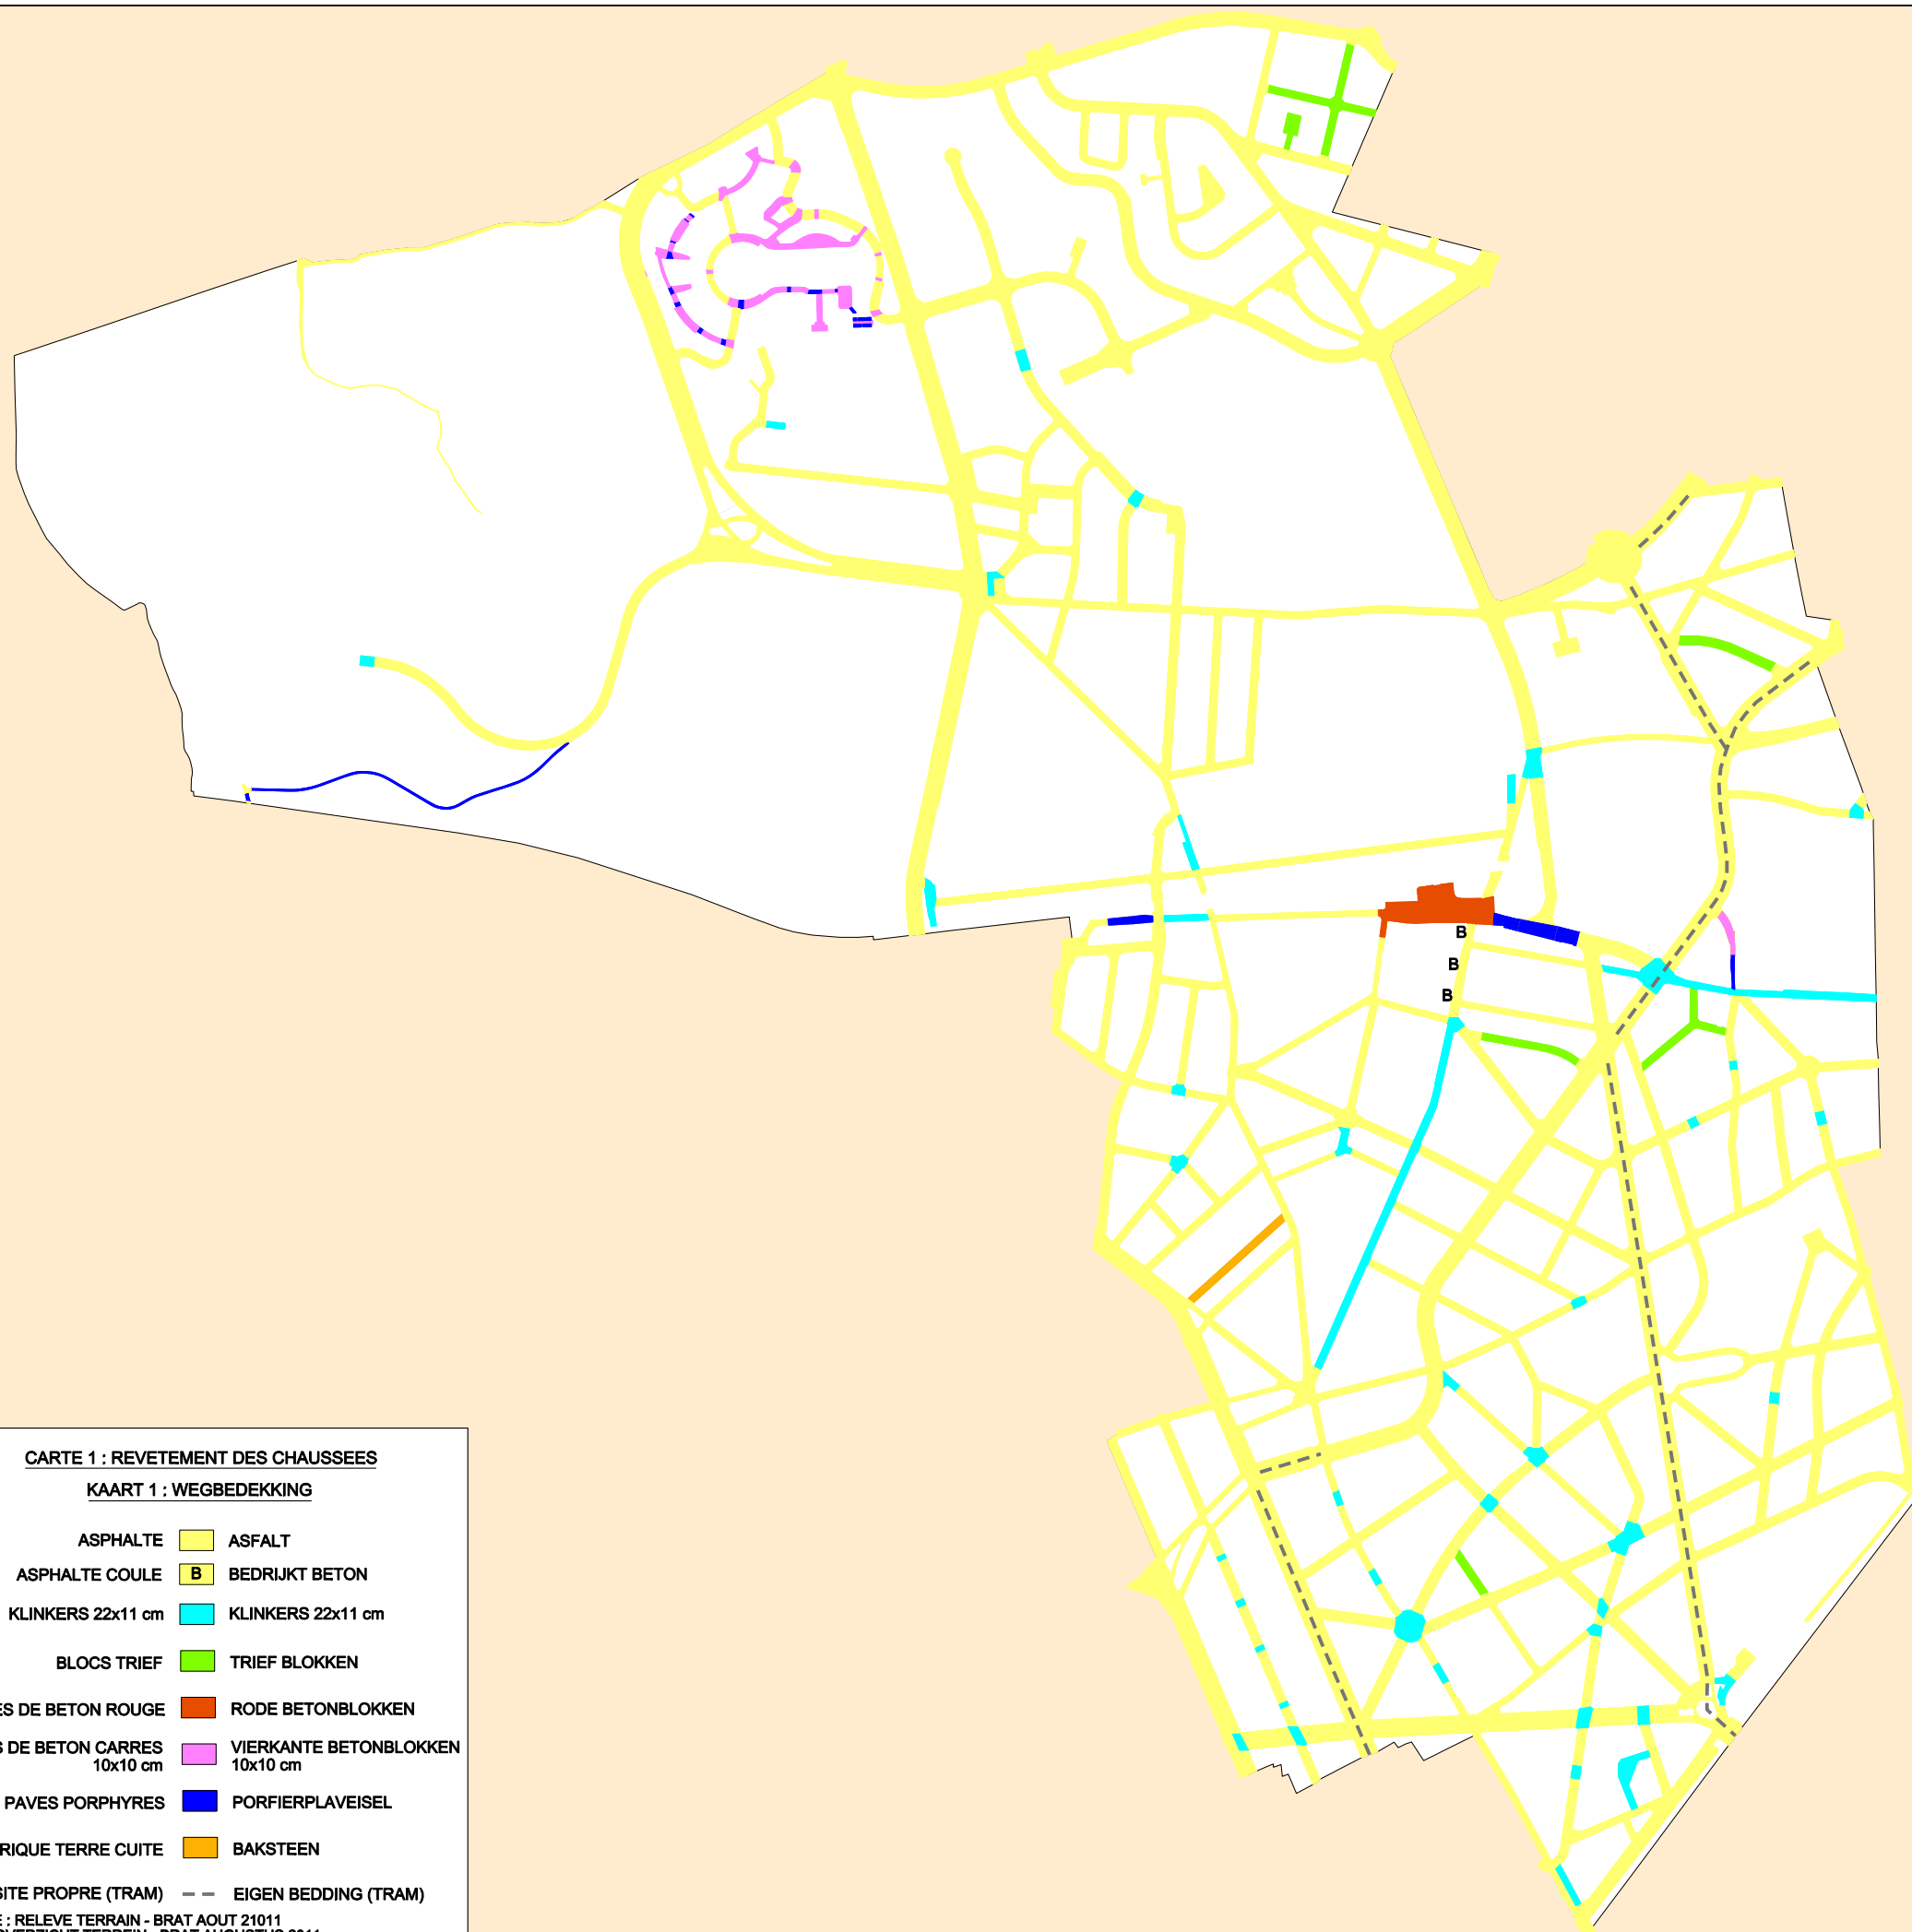 B
B
B
CARTE 1 : REVETEMENT DES CHAUSSEES
KAART 1 : WEGBEDEKKING
ASPHALTE ASFALT
ASPHALTE COULE B BEDRIJKT BETON
KLINKERS 22x11 cm KLINKERS 22x11 cm
BLOCS TRIEF TRIEF BLOKKEN
ES DE BETON ROUGE RODE BETONBLOKKEN
S DE BETON CARRES VIERKANTE BETONBLOKKEN
10x10 cm 10x10 cm
PAVES PORPHYRES PORFIERPLAVEISEL
RIQUE TERRE CUITE BAKSTEEN
SITE PROPRE (TRAM) EIGEN BEDDING (TRAM)
E : RELEVE TERRAIN - BRAT AOUT 21011